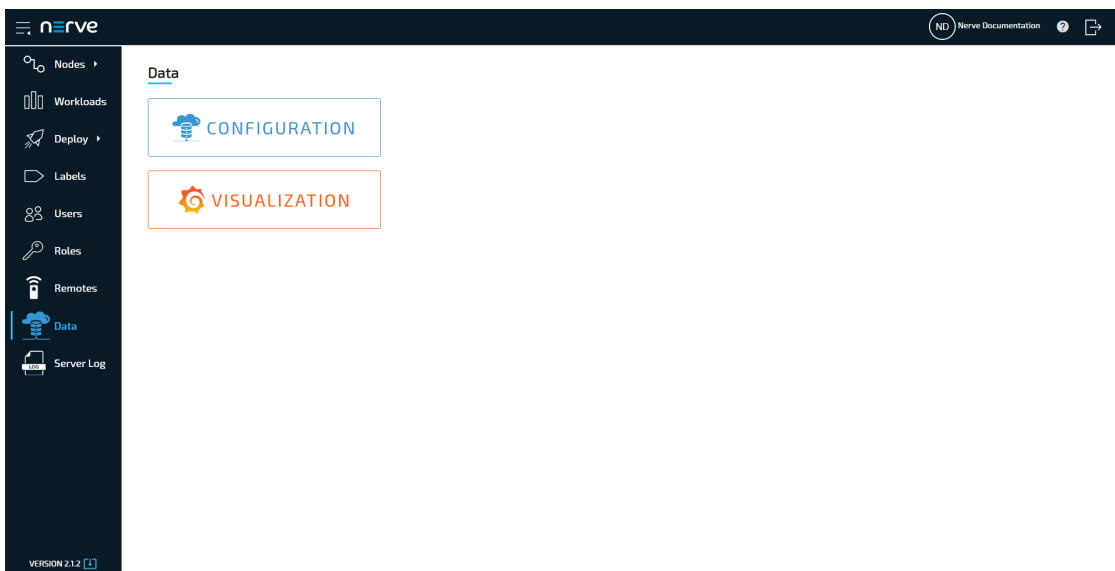 nerve
ND Nerve Documentation ?
Nodes
Workloads
Deploy
Labels
Users
Roles
Remotes
Data
LOG Server Log
VERSION 2.1.2
Data
CONFIGURATION
VISUALIZATION